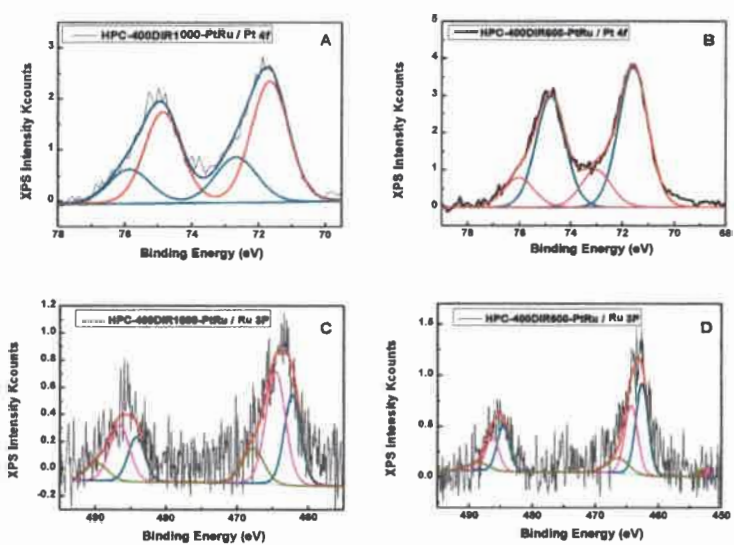 HPC-400DIR1000-PtRu / Pt 4f
A
XPS Intensity Kcounts
3
2
1
0
78 76 74 72 70
Binding Energy (eV)
HPC-400DIR600-PtRu / Pt 4f
B
XPS Intensity Kcounts
5
4
3
2
1
0
78 76 74 72 70 68
Binding Energy (eV)
HPC-400DIR1000-PtRu / Ru 3P
C
XPS Intensity Kcounts
1.2
1.0
0.8
0.6
0.4
0.2
0.0
-0.2
490 480 470 460
Binding Energy (eV)
HPC-400DIR600-PtRu / Ru 3P
D
XPS Intensity Kcounts
1.0
0.0
490 480 470 460 450
Binding Energy (eV)